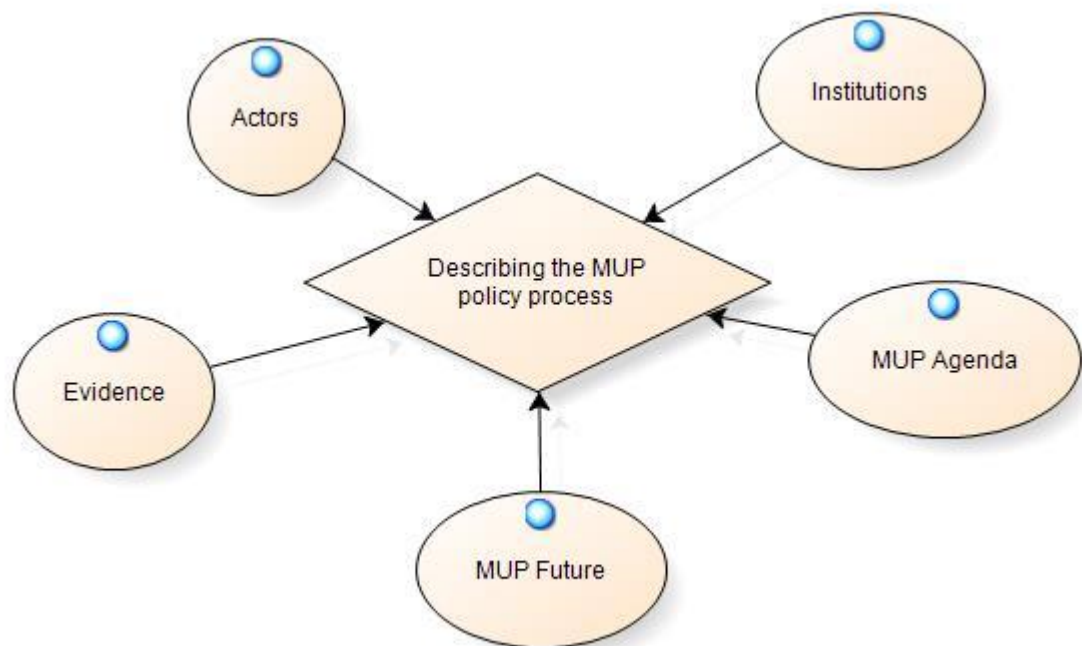 Actors
Institutions
Describing the MUP
policy process
Evidence
MUP Agenda
MUP Future